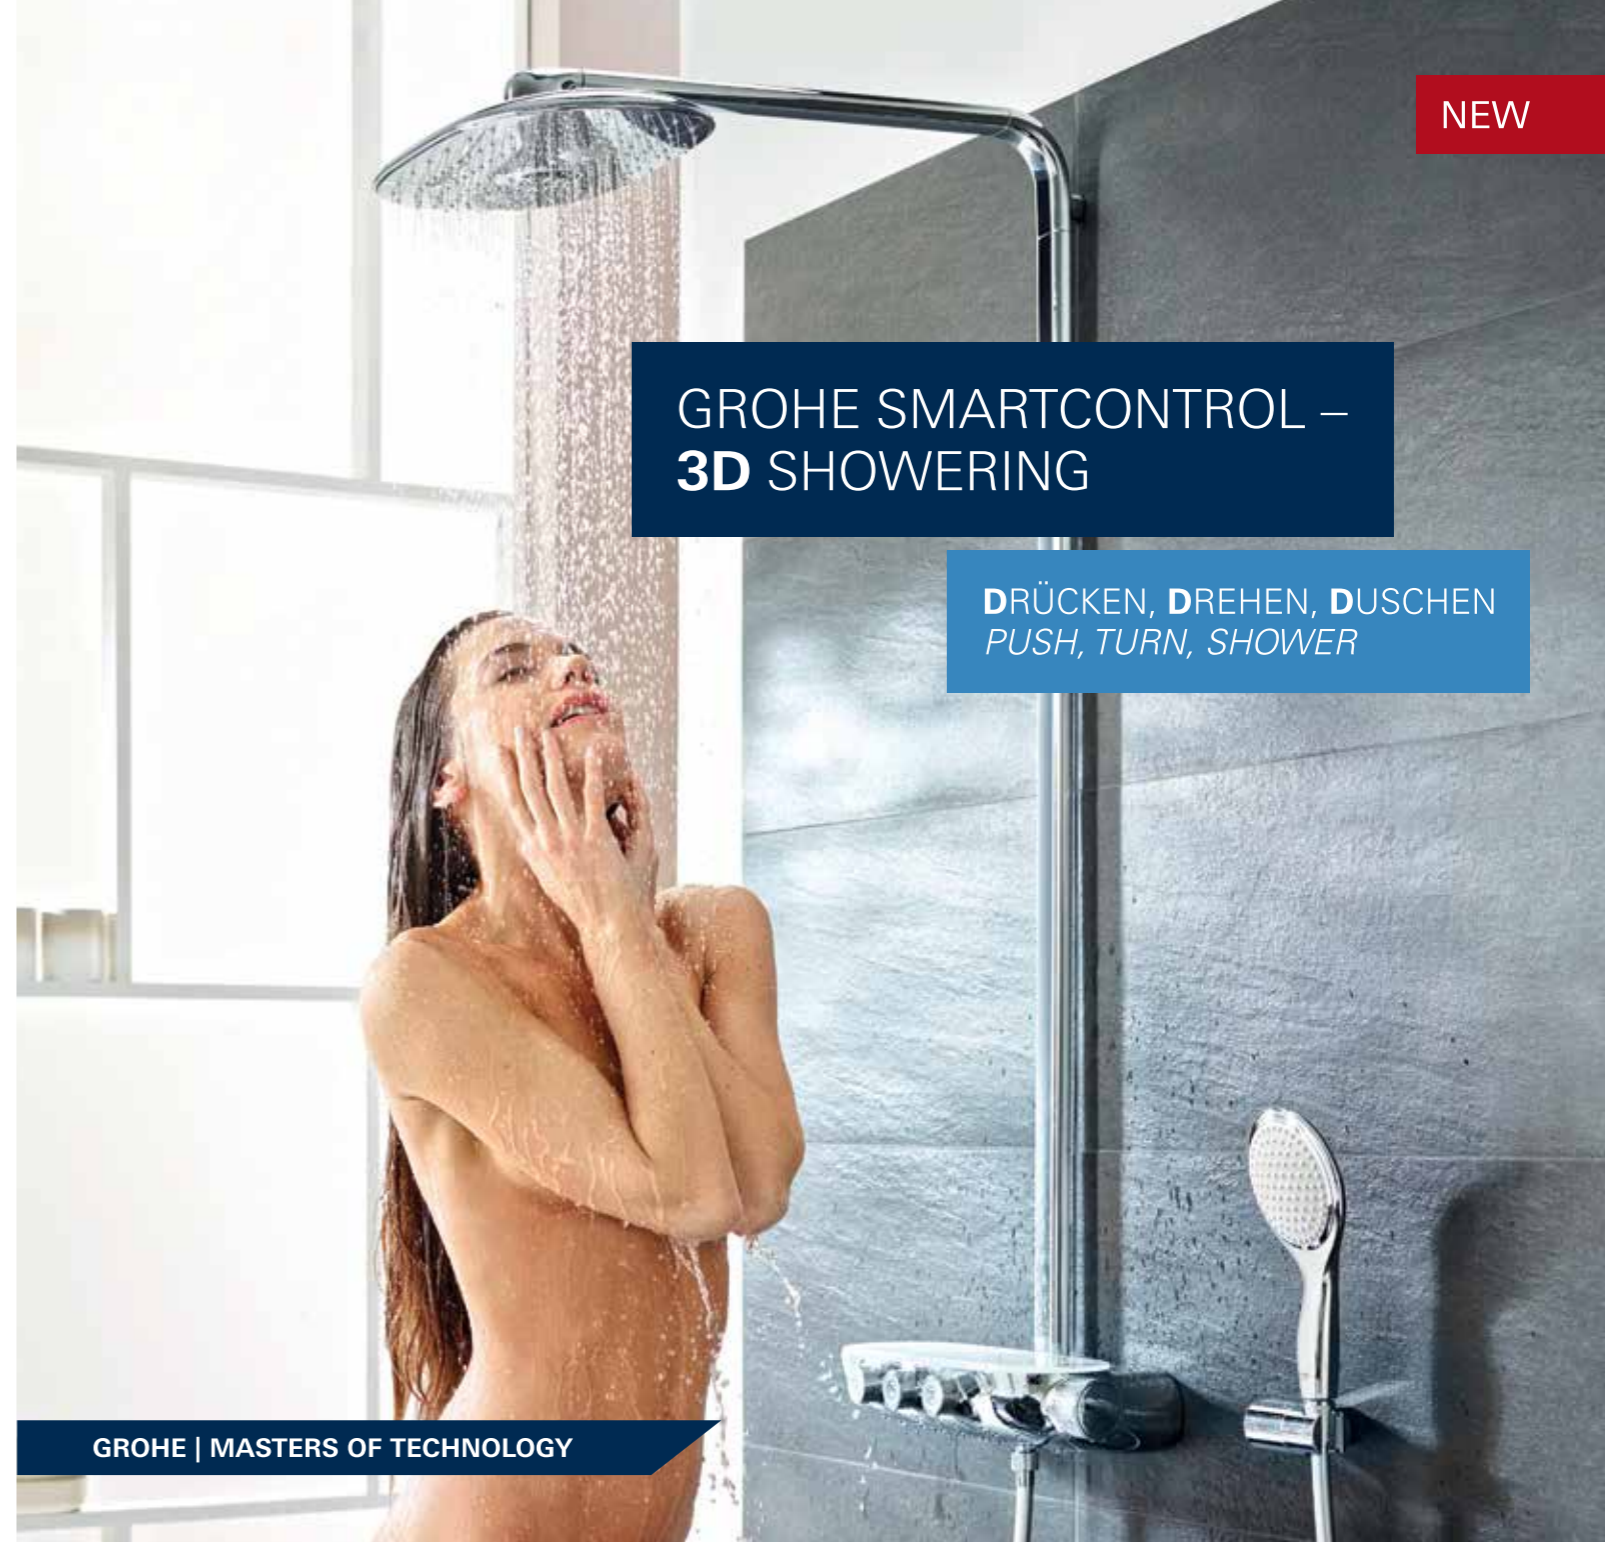 NEW
GROHE SMARTCONTROL –
3D SHOWERING
DRÜCKEN, DREHEN, DUSCHEN
PUSH, TURN, SHOWER
GROHE | MASTERS OF TECHNOLOGY